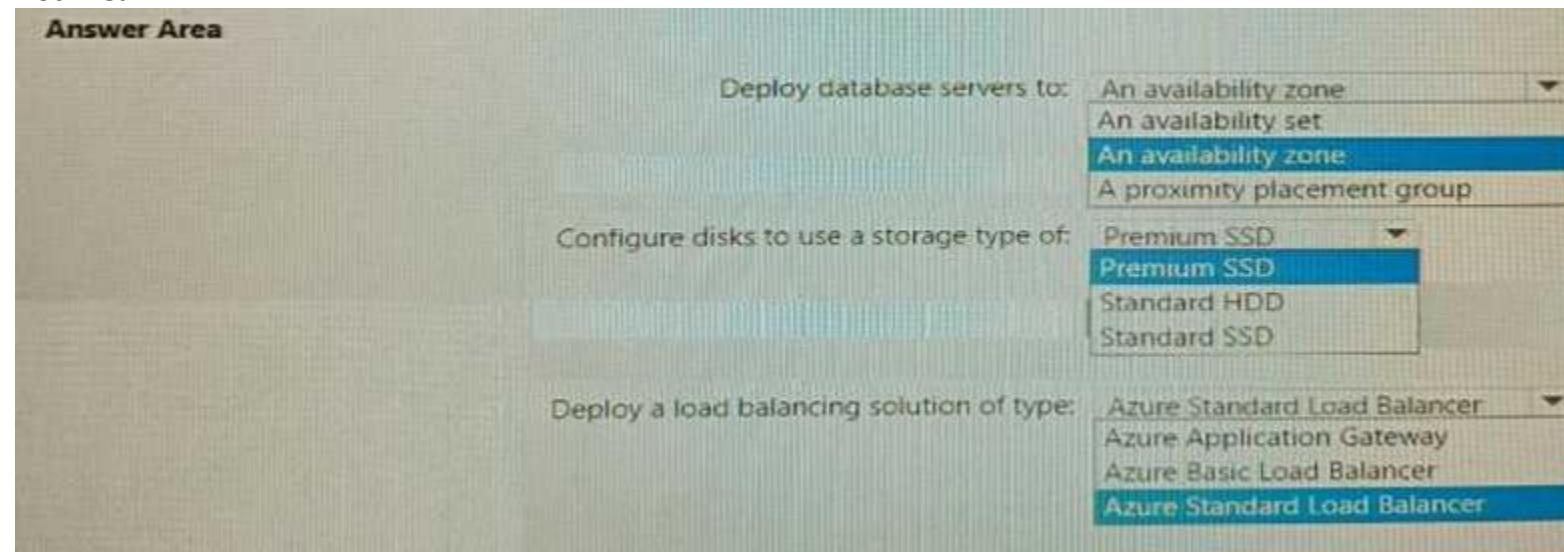 Answer Area
Deploy database servers to: An availability zone
An availability set
An availability zone
A proximity placement group
Configure disks to use a storage type of: Premium SSD
Premium SSD
Standard HDD
Standard SSD
Deploy a load balancing solution of type: Azure Standard Load Balancer
Azure Application Gateway
Azure Basic Load Balancer
Azure Standard Load Balancer